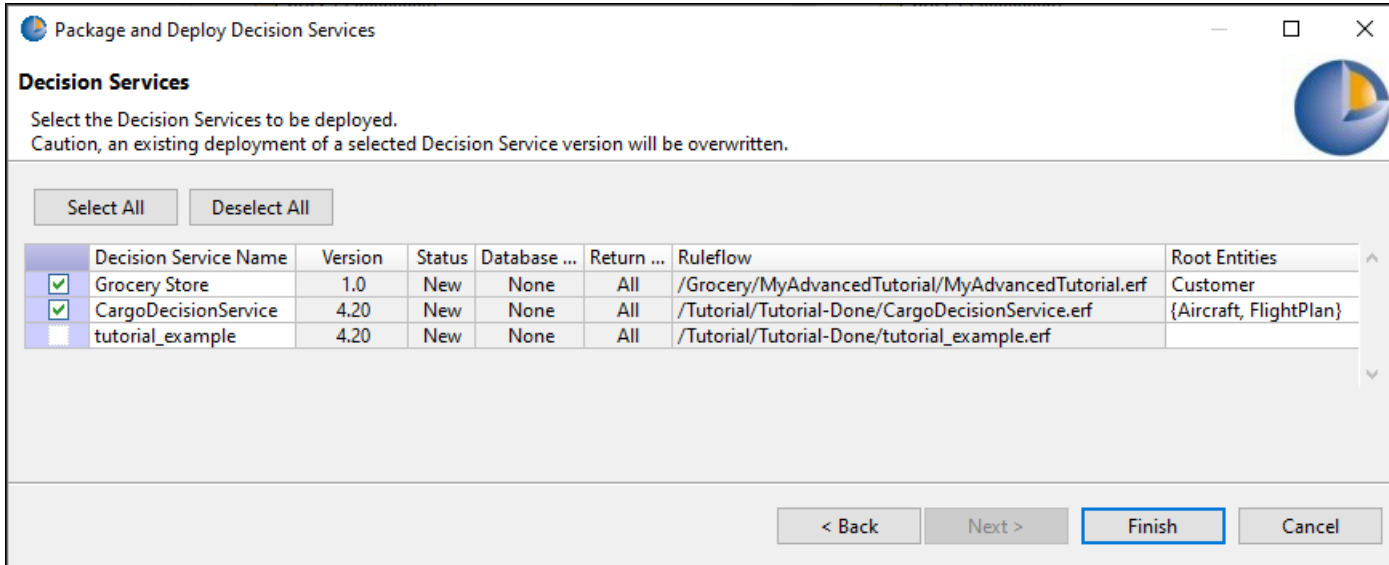 Package and Deploy Decision Services
Decision Services
Select the Decision Services to be deployed.
Caution, an existing deployment of a selected Decision Service version will be overwritten.
Select All Deselect All
Decision Service Name Version Status Database ... Return ... Ruleflow Root Entities
Grocery Store 1.0 New None All /Grocery/MyAdvancedTutorial/MyAdvancedTutorial.erf Customer
CargoDecisionService 4.20 New None All /Tutorial/Tutorial-Done/CargoDecisionService.erf {Aircraft, FlightPlan}
tutorial_example 4.20 New None All /Tutorial/Tutorial-Done/tutorial_example.erf
< Back Next > Finish Cancel